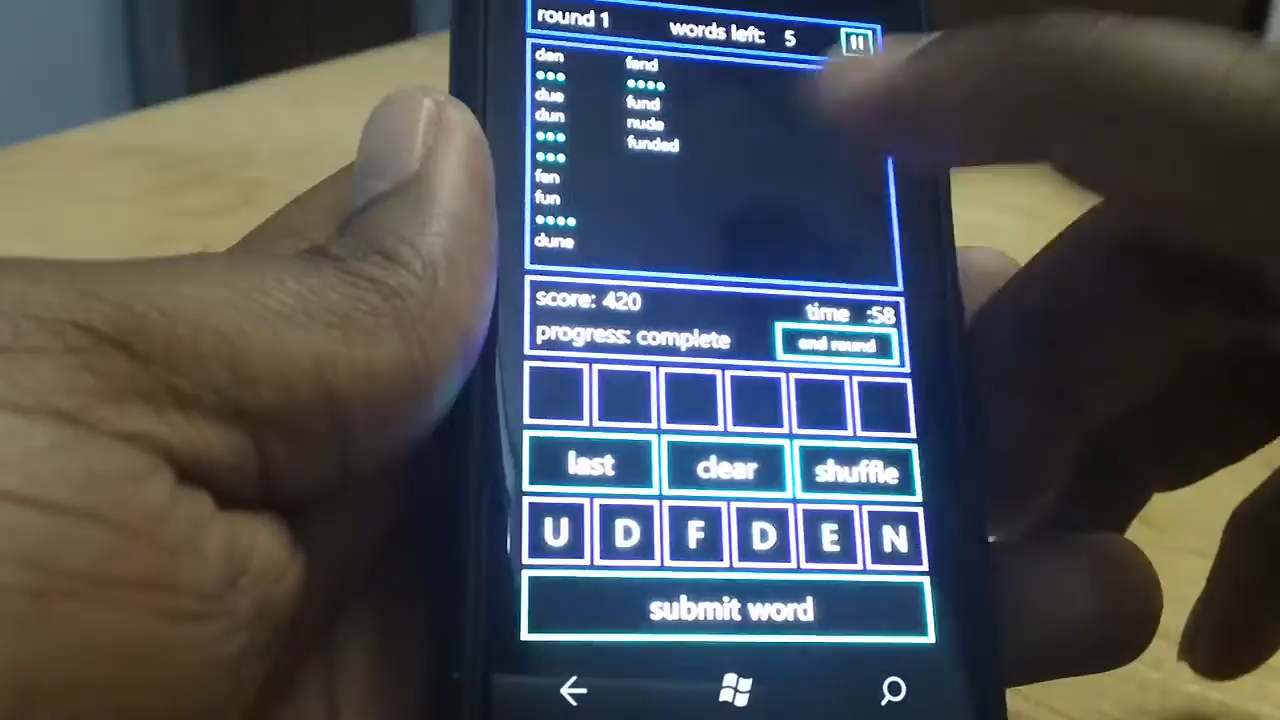 round 1 words left: 5
den fend
due fund
dun nude
funded
fen
fun
dune
score: 420 time :58
progress: complete end round
last clear shuffle
U D F D E N
submit word